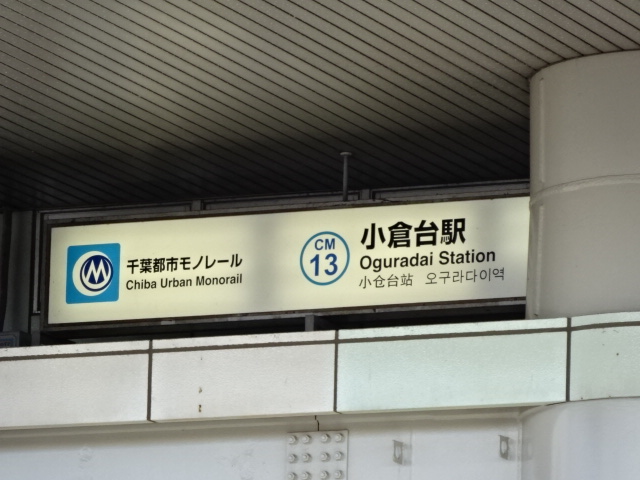 千葉都市モノレール
Chiba Urban Monorail
CM
13
小倉台駅
Oguradai Station
小仓台站 오구라다이역